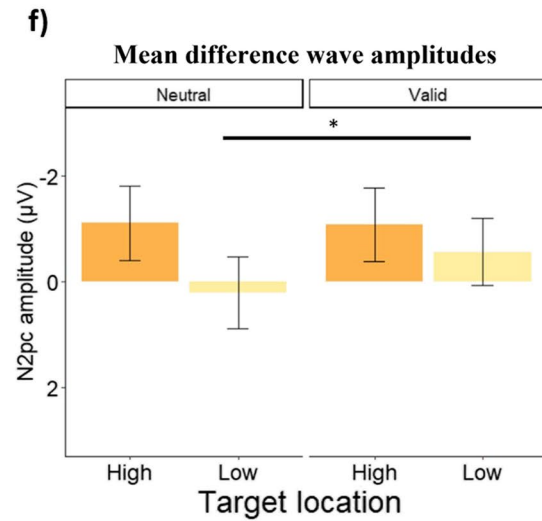 f)
Mean difference wave amplitudes
Neutral Valid
*
-2
0
2
N2pc amplitude (µV)
High Low High Low
Target location